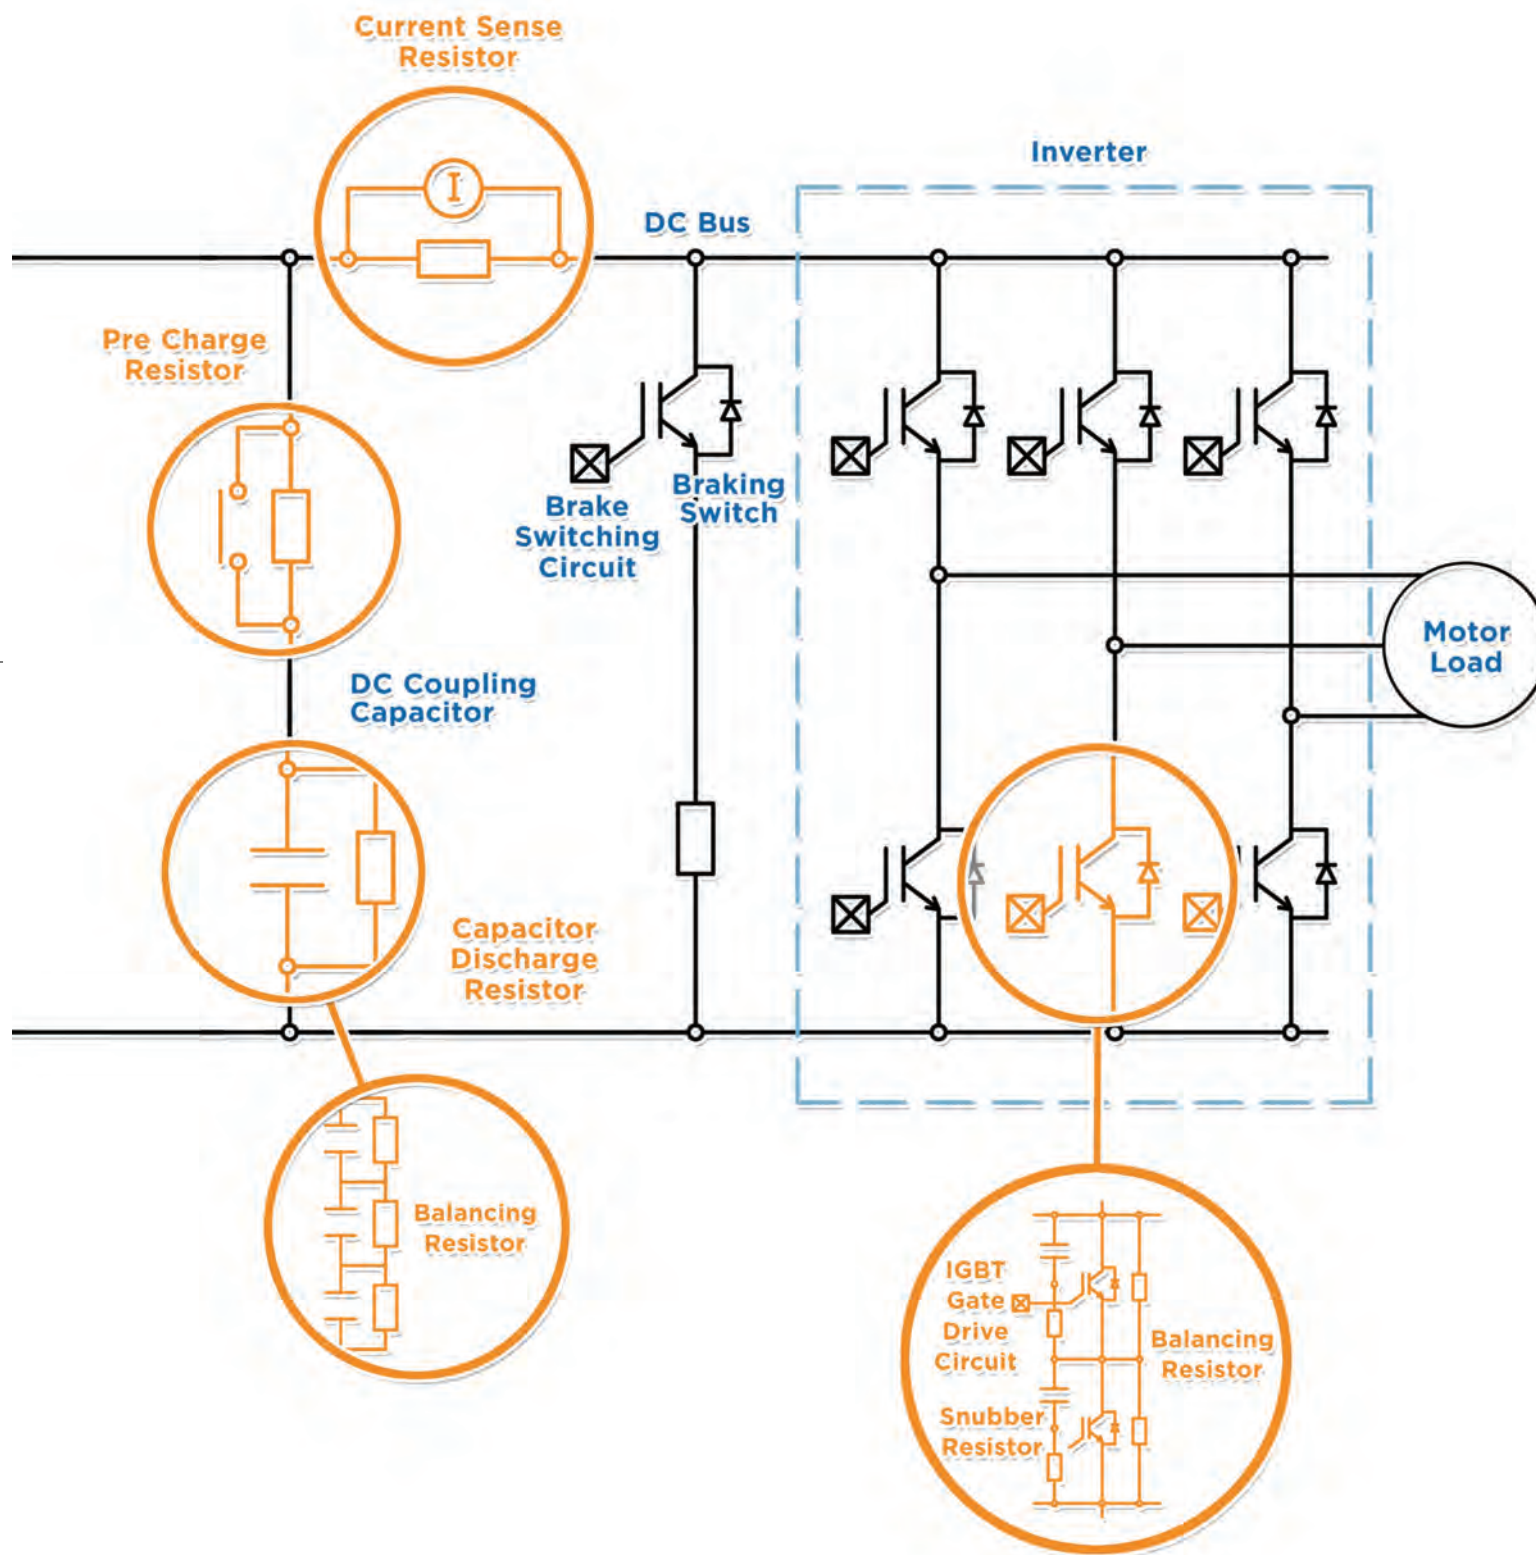 Current Sense
Resistor
Inverter
DC Bus
I
Pre Charge
Resistor
Braking
Switch
Brake
Switching
Circuit
Motor
Load
DC Coupling
Capacitor
Capacitor
Discharge
Resistor
Balancing
Resistor
IGBT
Gate
Drive
Circuit
Balancing
Resistor
Snubber
Resistor